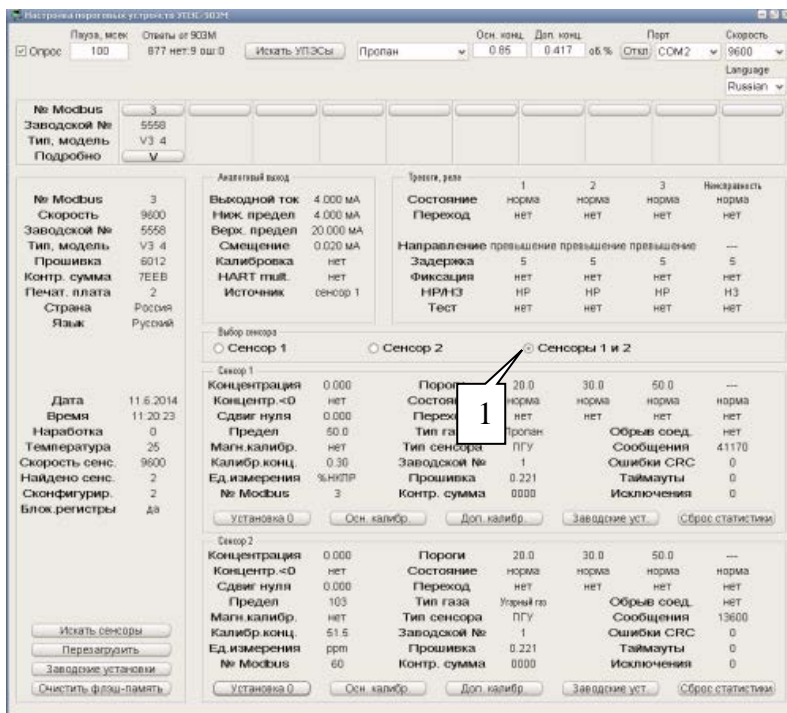 Настройка пороговых устройств УПЭС-903М
Пауза, мсек Ответы от 903М Осн. конц. Доп. конц. Порт Скорость
Опрос 100 877 нет:9 ош:0 Искать УПЭСы Пропан 0.85 0.417 об.% Откл. COM2 9600
Language
Russian
№ Modbus 3
Заводской № 5558
Тип, модель V3 4
Подробно V
Аналоговый выход Тревоги, реле
1 2 3 Неисправность
№ Modbus 3 Выходной ток 4.000 мА Состояние норма норма норма норма
Скорость 9600 Ниж. предел 4.000 мА Переход нет нет нет нет
Заводской № 5558 Верх. предел 20.000 мА
Тип, модель V3 4 Смещение 0.020 мА Направление превышение превышение превышение ---
Прошивка 6012 Калибровка нет Задержка 5 5 5 5
Контр. сумма 7EEB HART mult. нет Фиксация нет нет нет нет
Печат. плата 2 Источник сенсор 1 НР/НЗ НР НР НР НЗ
Страна Россия Тест нет нет нет нет
Язык Русский
Выбор сенсора
Сенсор 1 Сенсор 2 Сенсоры 1 и 2
1
Сенсор 1
Концентрация 0.000 Пороги 20.0 30.0 50.0 ---
Дата 11.6.2014 Концентр.<0 нет Состо норма норма норма норма
Время 11:20:23 Сдвиг нуля 0.000 Перехо нет нет нет нет
Наработка 0 Предел 50.0 Тип га Пропан Обрыв соед. нет
Температура 25 Магн.калибр. нет Тип сенсора ПГУ Сообщения 41170
Скорость сенс. 9600 Калибр.конц. 0.30 Заводской № 1 Ошибки CRC 0
Найдено сенс. 2 Ед.измерения %НКПР Прошивка 0.221 Таймауты 0
Сконфигурир. 2 № Modbus 3 Контр. сумма 0000 Исключения 0
Блок.регистры да
Установка 0 Осн. калибр. Доп. калибр. Заводские уст. Сброс статистики
Сенсор 2
Концентрация 0.000 Пороги 20.0 30.0 50.0 ---
Концентр.<0 нет Состояние норма норма норма норма
Сдвиг нуля 0.000 Переход нет нет нет нет
Предел 103 Тип газа Угарный газ Обрыв соед. нет
Искать сенсоры Магн.калибр. нет Тип сенсора ПГУ Сообщения 13600
Перезагрузить Калибр.конц. 51.5 Заводской № 1 Ошибки CRC 0
Заводские установки Ед.измерения ppm Прошивка 0.221 Таймауты 0
№ Modbus 60 Контр. сумма 0000 Исключения 0
Очистить флэш-память Установка 0 Осн. калибр. Доп. калибр. Заводские уст. Сброс статистики